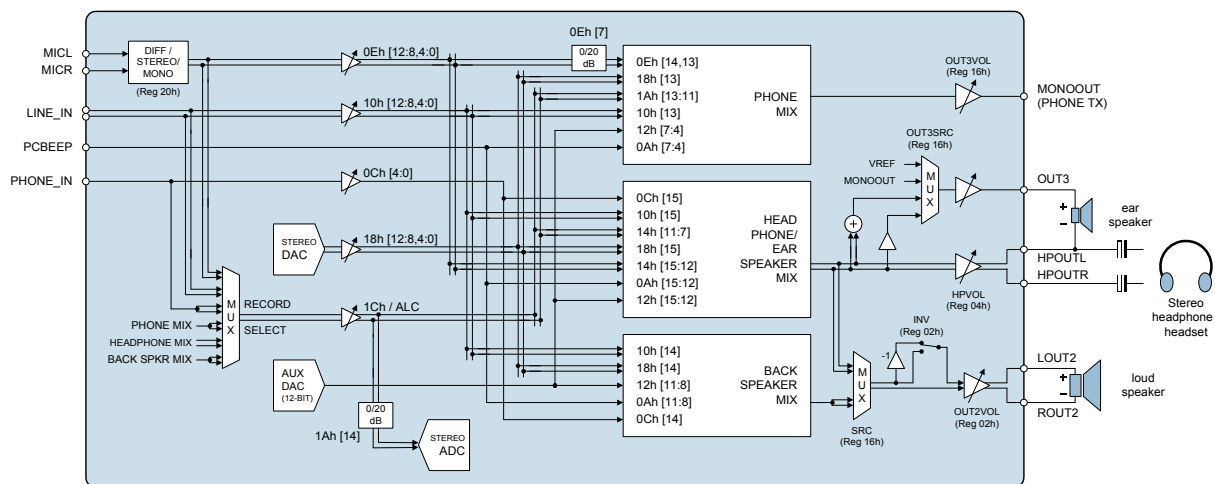 MICL
MICR
LINE_IN
PCBEEP
PHONE_IN
DIFF /
STEREO/
MONO
(Reg 20h)
0Eh [12:8,4:0]
10h [12:8,4:0]
0Ch [4:0]
STEREO
DAC
18h [12:8,4:0]
M
U
X
RECORD
SELECT
PHONE MIX
HEADPHONE MIX
BACK SPKR MIX
1Ch / ALC
AUX
DAC
(12-BIT)
0/20
dB
1Ah [14]
STEREO
ADC
0Eh [7]
0/20
dB
0Eh [14,13]
18h [13]
1Ah [13:11]
10h [13]
12h [7:4]
0Ah [7:4]
PHONE
MIX
0Ch [15]
10h [15]
14h [11:7]
18h [15]
14h [15:12]
0Ah [15:12]
12h [15:12]
HEAD
PHONE/
EAR
SPEAKER
MIX
10h [14]
18h [14]
12h [11:8]
0Ah [11:8]
0Ch [14]
BACK
SPEAKER
MIX
OUT3VOL
(Reg 16h)
OUT3SRC
(Reg 16h)
VREF
MONOOUT
M
U
X
+
HPVOL
(Reg 04h)
INV
(Reg 02h)
-1
M
U
X
SRC
(Reg 16h)
OUT2VOL
(Reg 02h)
MONOOUT
(PHONE TX)
OUT3
+
−
ear
speaker
HPOUTL
HPOUTR
Stereo
headphone
headset
LOUT2
+
−
ROUT2
loud
speaker